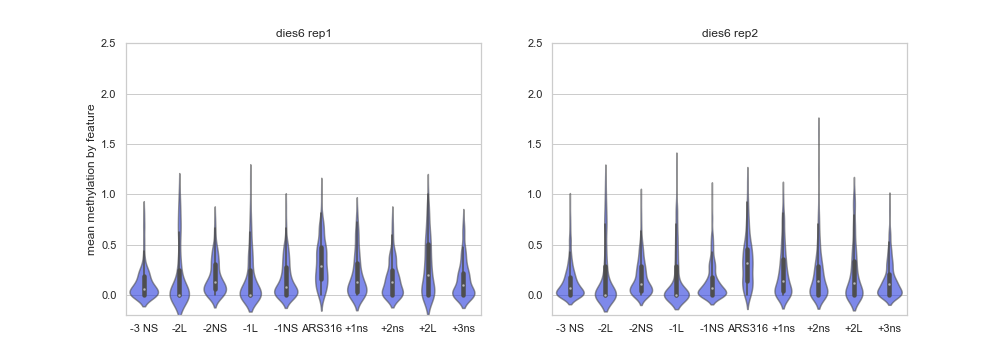 dies6 rep1
dies6 rep2
mean methylation by feature
2.5
2.0
1.5
1.0
0.5
0.0
-3 NS -2L -2NS -1L -1NS ARS316 +1ns +2ns +2L +3ns
2.5
2.0
1.5
1.0
0.5
0.0
-3 NS -2L -2NS -1L -1NS ARS316 +1ns +2ns +2L +3ns